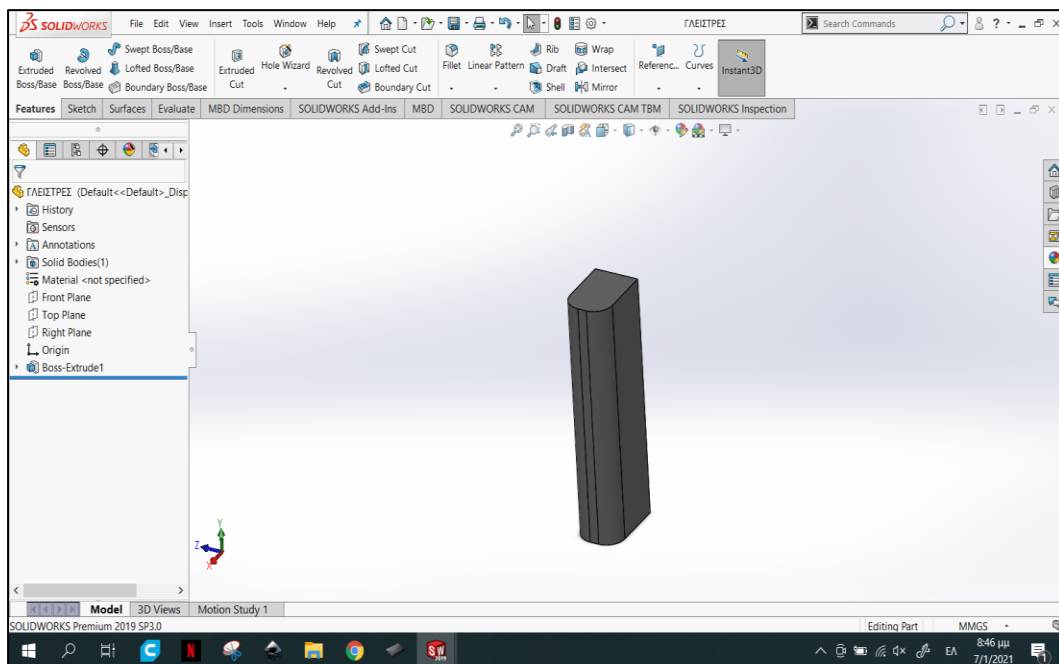 SOLIDWORKS File Edit View Insert Tools Window Help ΓΛΕΙΣΤΡΕΣ Search Commands
Extruded Boss/Base
Revolved Boss/Base
Swept Boss/Base
Lofted Boss/Base
Boundary Boss/Base
Extruded Cut
Hole Wizard
Revolved Cut
Swept Cut
Lofted Cut
Boundary Cut
Fillet
Linear Pattern
Rib
Draft
Shell
Wrap
Intersect
Mirror
Referenc...
Curves
Instant3D
Features Sketch Surfaces Evaluate MBD Dimensions SOLIDWORKS Add-Ins MBD SOLIDWORKS CAM SOLIDWORKS CAM TBM SOLIDWORKS Inspection
ΓΛΕΙΣΤΡΕΣ (Default<<Default>_Disp
History
Sensors
Annotations
Solid Bodies(1)
Material <not specified>
Front Plane
Top Plane
Right Plane
Origin
Boss-Extrude1
Y
Z
X
Model 3D Views Motion Study 1
SOLIDWORKS Premium 2019 SP3.0 Editing Part MMGS
ΕΛ
8:46 μμ
7/1/2021